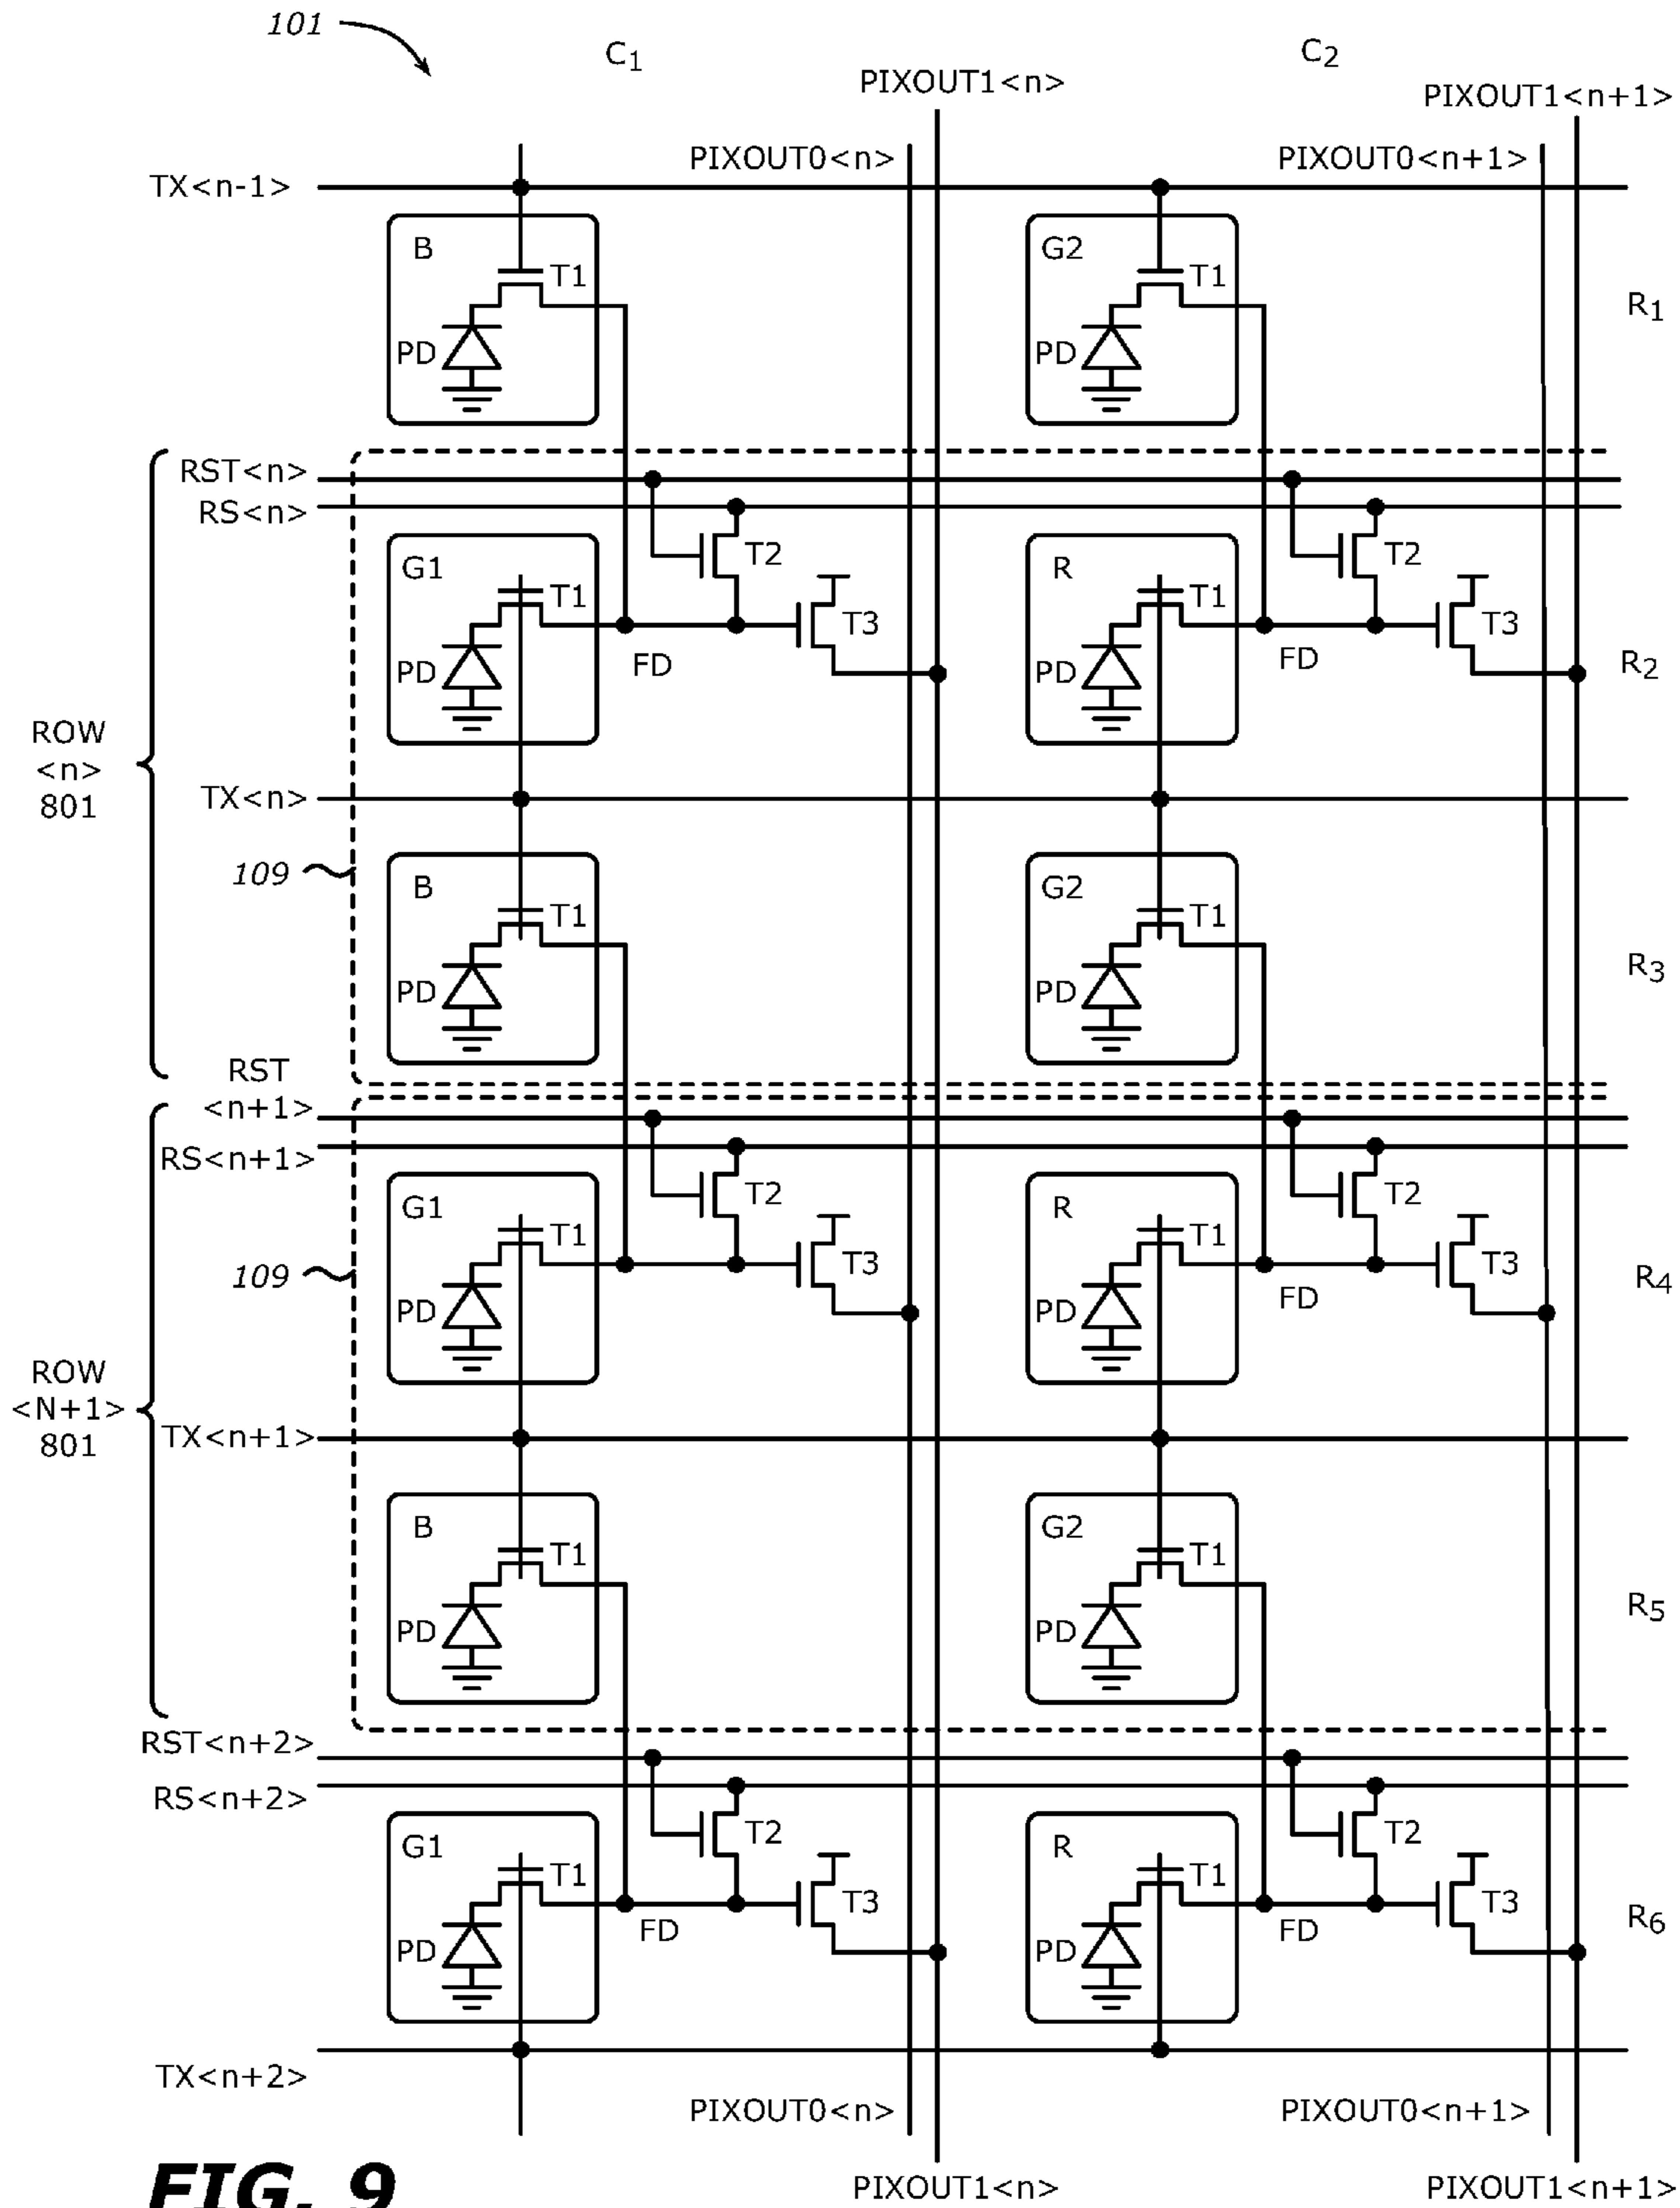 101
C1
C2
PIXOUT1<n>
PIXOUT1<n+1>
PIXOUT0<n>
PIXOUT0<n+1>
TX<n-1>
B
T1
PD
G2
T1
PD
R1
RST<n>
RS<n>
G1
T1
PD
T2
T3
FD
R
T1
PD
T2
T3
FD
R2
ROW
<n>
801
TX<n>
109
B
T1
PD
G2
T1
PD
R3
RST
<n+1>
RS<n+1>
G1
T1
PD
T2
T3
R
T1
PD
T2
T3
FD
R4
109
ROW
<N+1>
801
TX<n+1>
B
T1
PD
G2
T1
PD
R5
RST<n+2>
RS<n+2>
G1
T1
PD
T2
T3
FD
R
T1
PD
T2
T3
FD
R6
TX<n+2>
PIXOUT0<n>
PIXOUT0<n+1>
PIXOUT1<n>
PIXOUT1<n+1>
FIG. 9